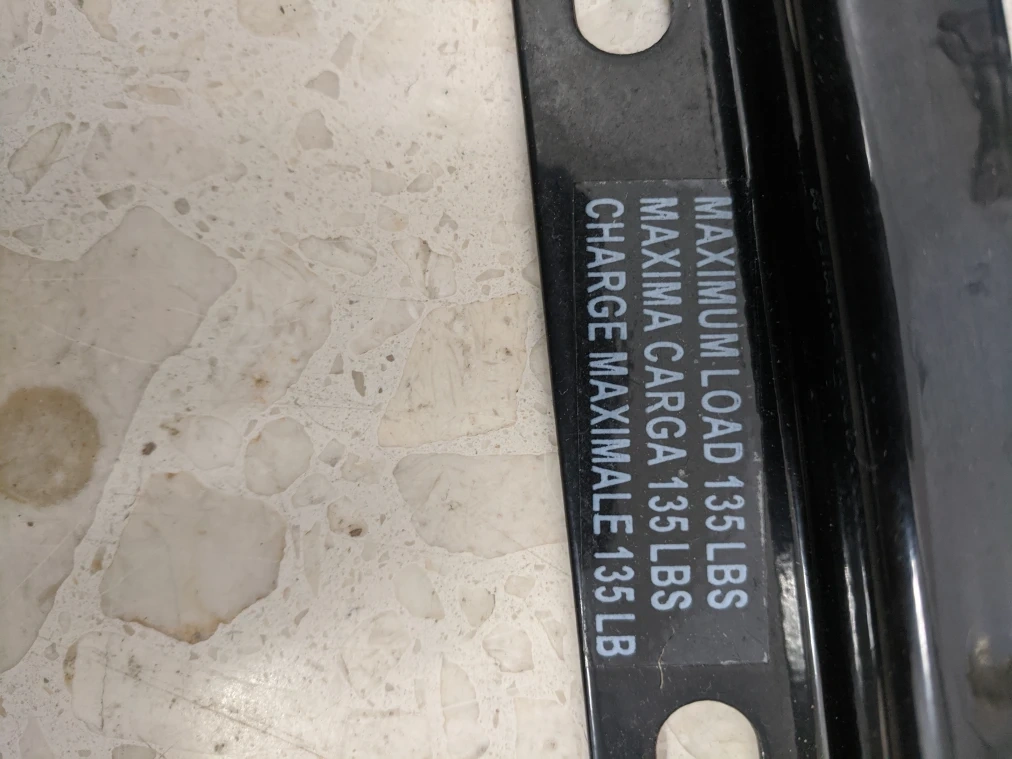 MAXIMUM LOAD 135 LBS
MAXIMA CARGA 135 LBS
CHARGE MAXIMALE 135 LB